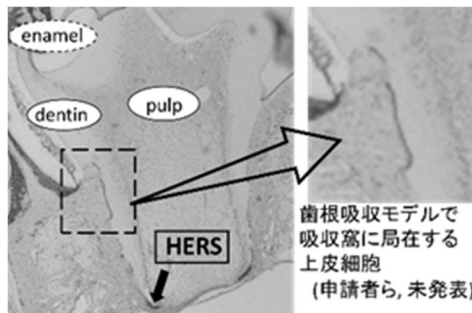 enamel
dentin
pulp
HERS
歯根吸収モデルで
吸収窩に局在する
上皮細胞
(申請者ら, 未発表)